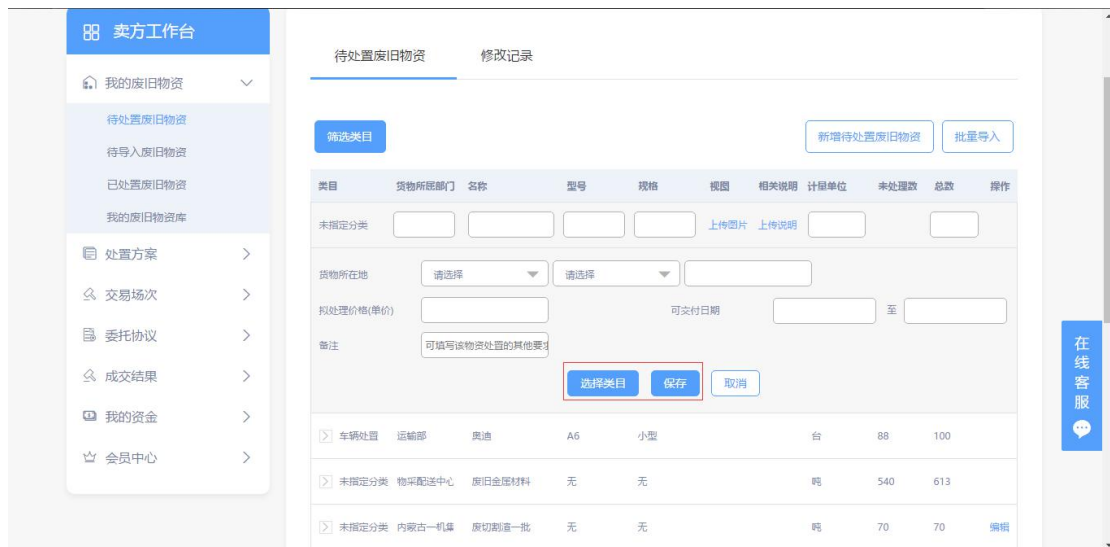 卖方工作台
我的废旧物资
待处置废旧物资
待导入废旧物资
已处置废旧物资
我的废旧物资库
处置方案
交易场次
委托协议
成交结果
我的资金
会员中心
待处置废旧物资 修改记录
筛选类目 新增待处置废旧物资 批量导入
类目 货物所属部门 名称 型号 规格 视图 相关说明 计量单位 未处理数 总数 操作
未指定分类 上传图片 上传说明
货物所在地 请选择 请选择
拟处理价格(单价) 可交付日期 至
备注 可填写该物资处置的其他要求
选择类目 保存 取消
车辆处置 运输部 奥迪 A6 小型 台 88 100
未指定分类 物采配送中心 废旧金属材料 无 无 吨 540 613
未指定分类 内蒙古一机集 废切割渣一批 无 无 吨 70 70 编辑
在线客服